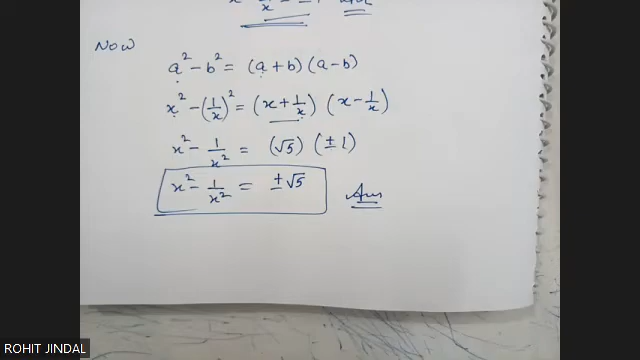 Now
a² - b² = (a + b) (a - b)
x² - (1/x)² = (x + 1/x) (x - 1/x)
x² - 1/x² = (√5) (± 1)
x² - 1/x² = ± √5 Ans
ROHIT JINDAL